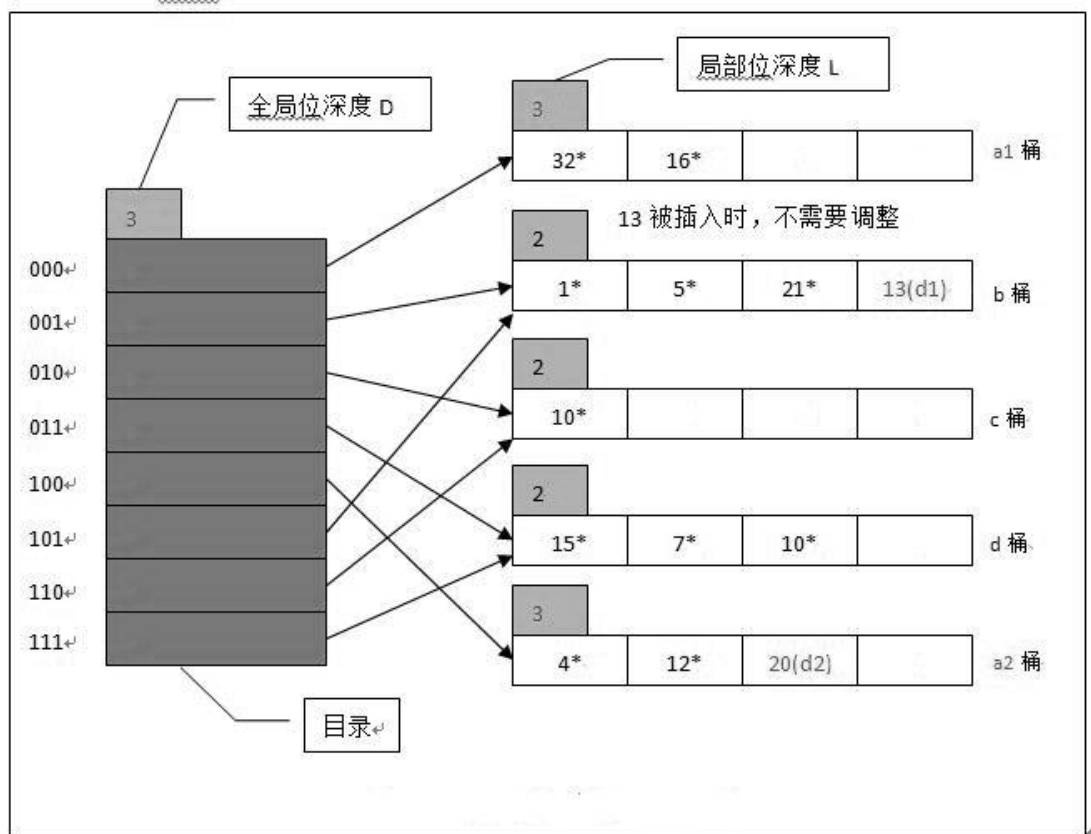 局部位深度 L
全局位深度 D
3
32* 16*
a1 桶
3
13 被插入时，不需要调整
2
1* 5* 21* 13(d1)
b 桶
2
10*
c 桶
2
15* 7* 10*
d 桶
3
4* 12* 20(d2)
a2 桶
000
001
010
011
100
101
110
111
目录